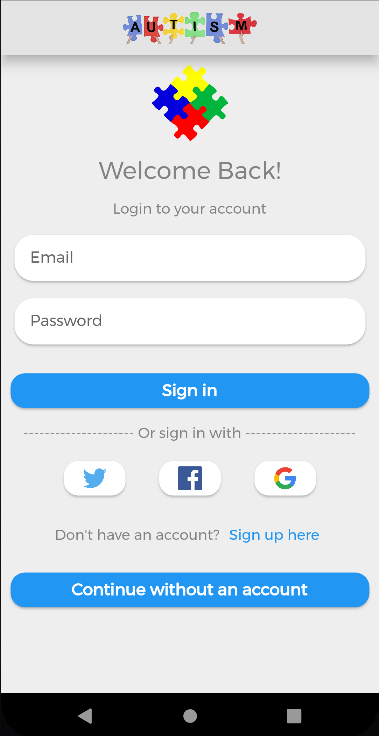 AUTISM
Welcome Back!
Login to your account
Email
Password
Sign in
---------------------- Or sign in with ----------------------
Don't have an account? Sign up here
Continue without an account